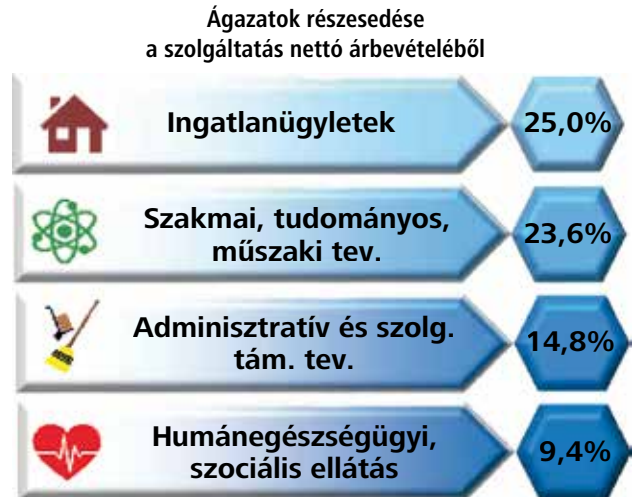 Ágazatok részesedése
a szolgáltatás nettó árbevételéből
Ingatlanügyletek
25,0%
Szakmai, tudományos,
műszaki tev.
23,6%
Adminisztratív és szolg.
tám. tev.
14,8%
Humánegészségügyi,
szociális ellátás
9,4%